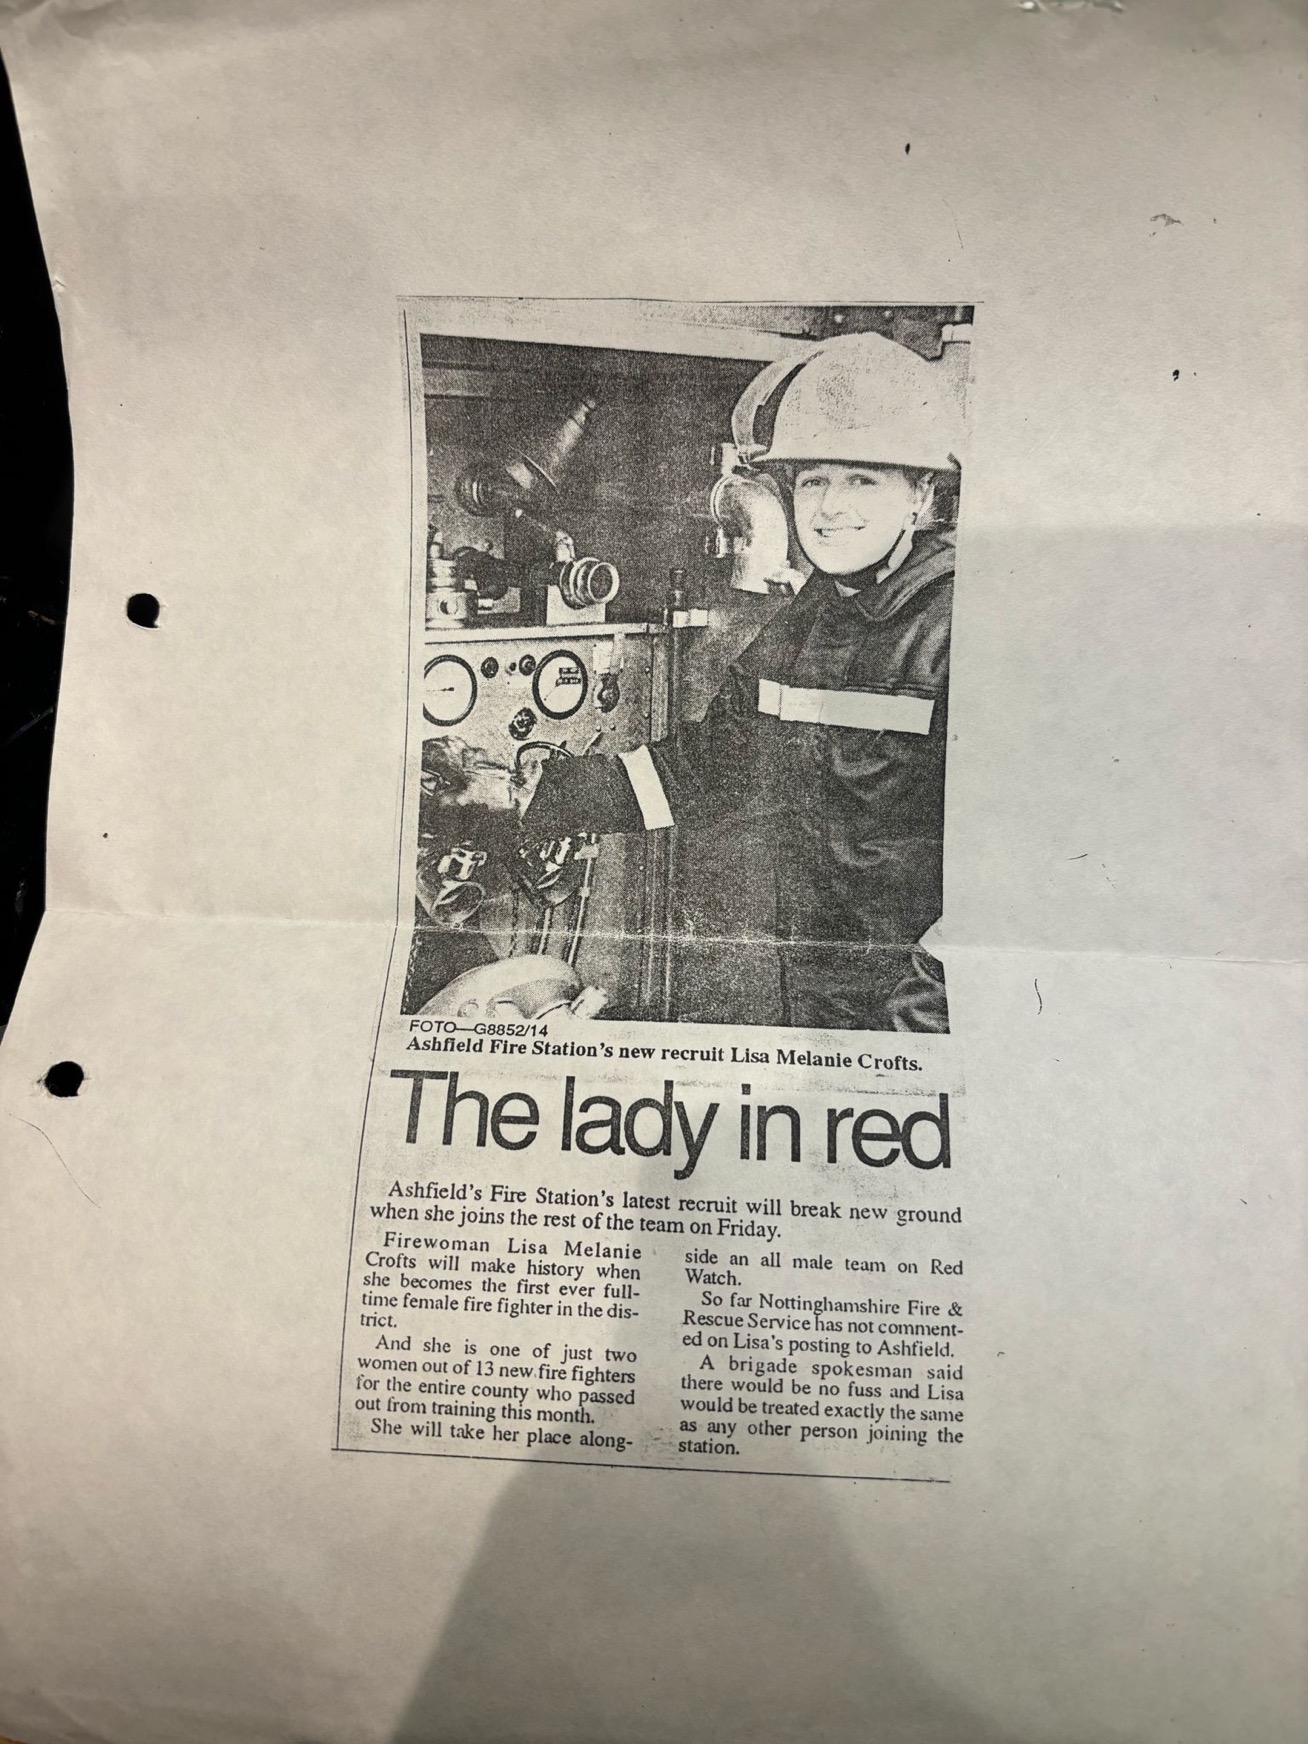 FOTO—G8852/14
Ashfield Fire Station's new recruit Lisa Melanie Crofts.
The lady in red
Ashfield's Fire Station's latest recruit will break new ground
when she joins the rest of the team on Friday.
Firewoman Lisa Melanie
Crofts will make history when
she becomes the first ever full-
time female fire fighter in the dis-
trict.
And she is one of just two
women out of 13 new fire fighters
for the entire county who passed
out from training this month.
She will take her place along-
side an all male team on Red
Watch.
So far Nottinghamshire Fire &
Rescue Service has not comment-
ed on Lisa's posting to Ashfield.
A brigade spokesman said
there would be no fuss and Lisa
would be treated exactly the same
as any other person joining the
station.